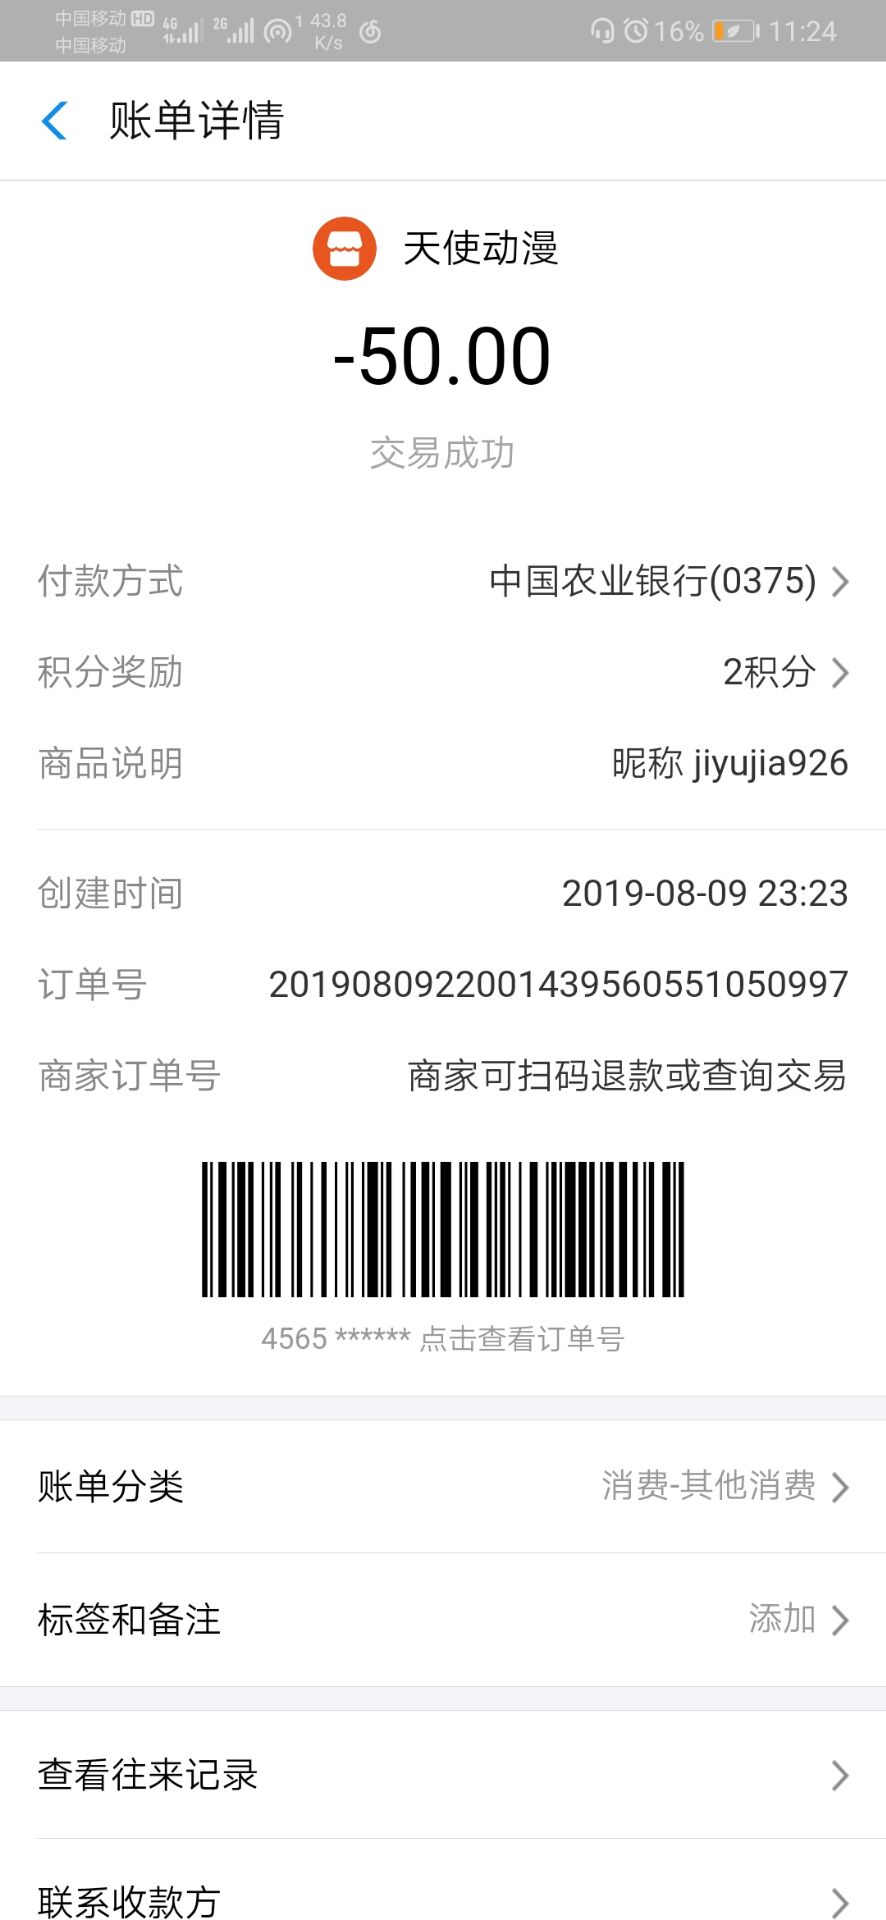 中国移动 HD 4G 2G 1 43.8 K/s 16% 11:24
中国移动
账单详情
天使动漫
-50.00
交易成功
付款方式 中国农业银行(0375)
积分奖励 2积分
商品说明 昵称 jiyujia926
创建时间 2019-08-09 23:23
订单号 2019080922001439560551050997
商家订单号 商家可扫码退款或查询交易
4565 ****** 点击查看订单号
账单分类 消费-其他消费
标签和备注 添加
查看往来记录
联系收款方